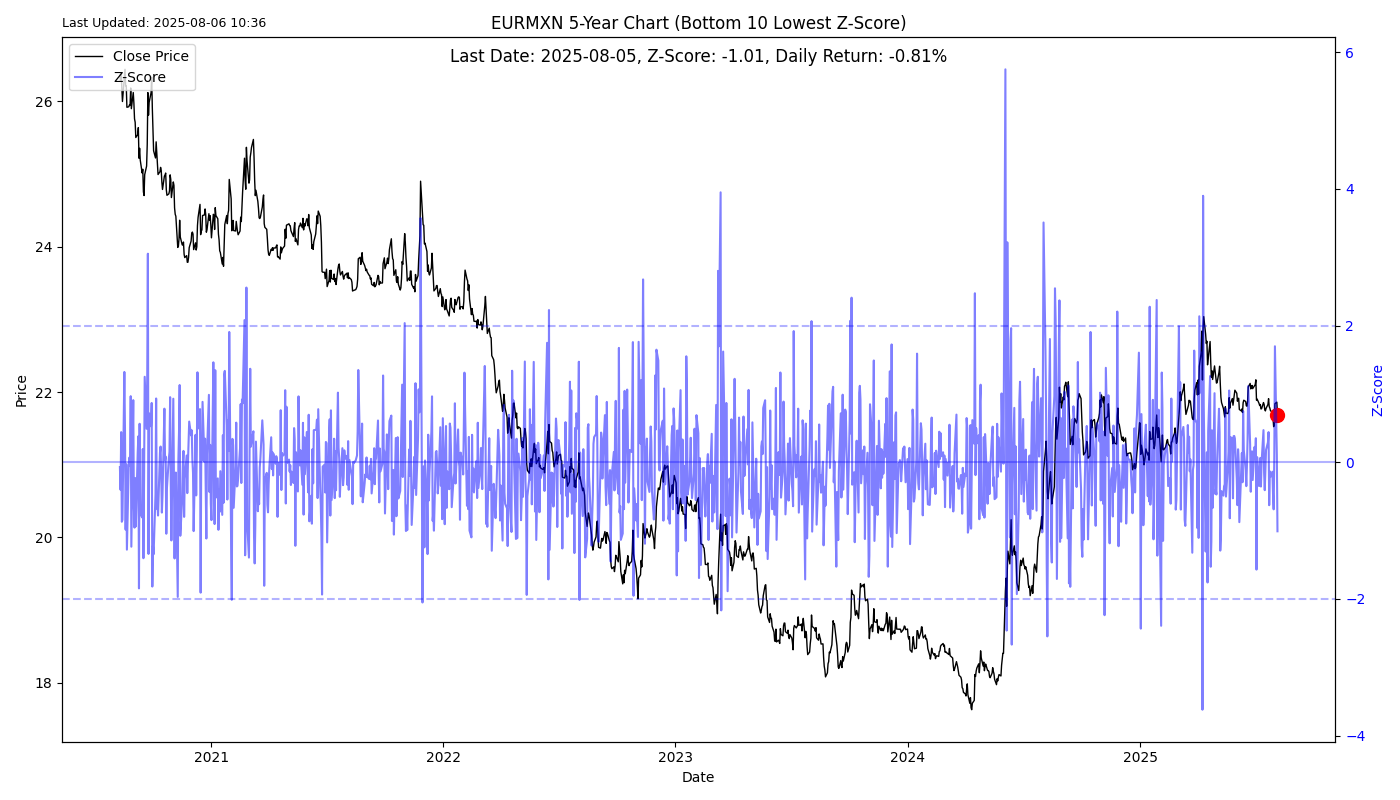 Last Updated: 2025-08-06 10:36
EURMXN 5-Year Chart (Bottom 10 Lowest Z-Score)
Last Date: 2025-08-05, Z-Score: -1.01, Daily Return: -0.81%
Close Price
Z-Score
Price
26
24
22
20
18
6
4
2
0
−2
−4
Z-Score
2021
2022
2023
2024
2025
Date